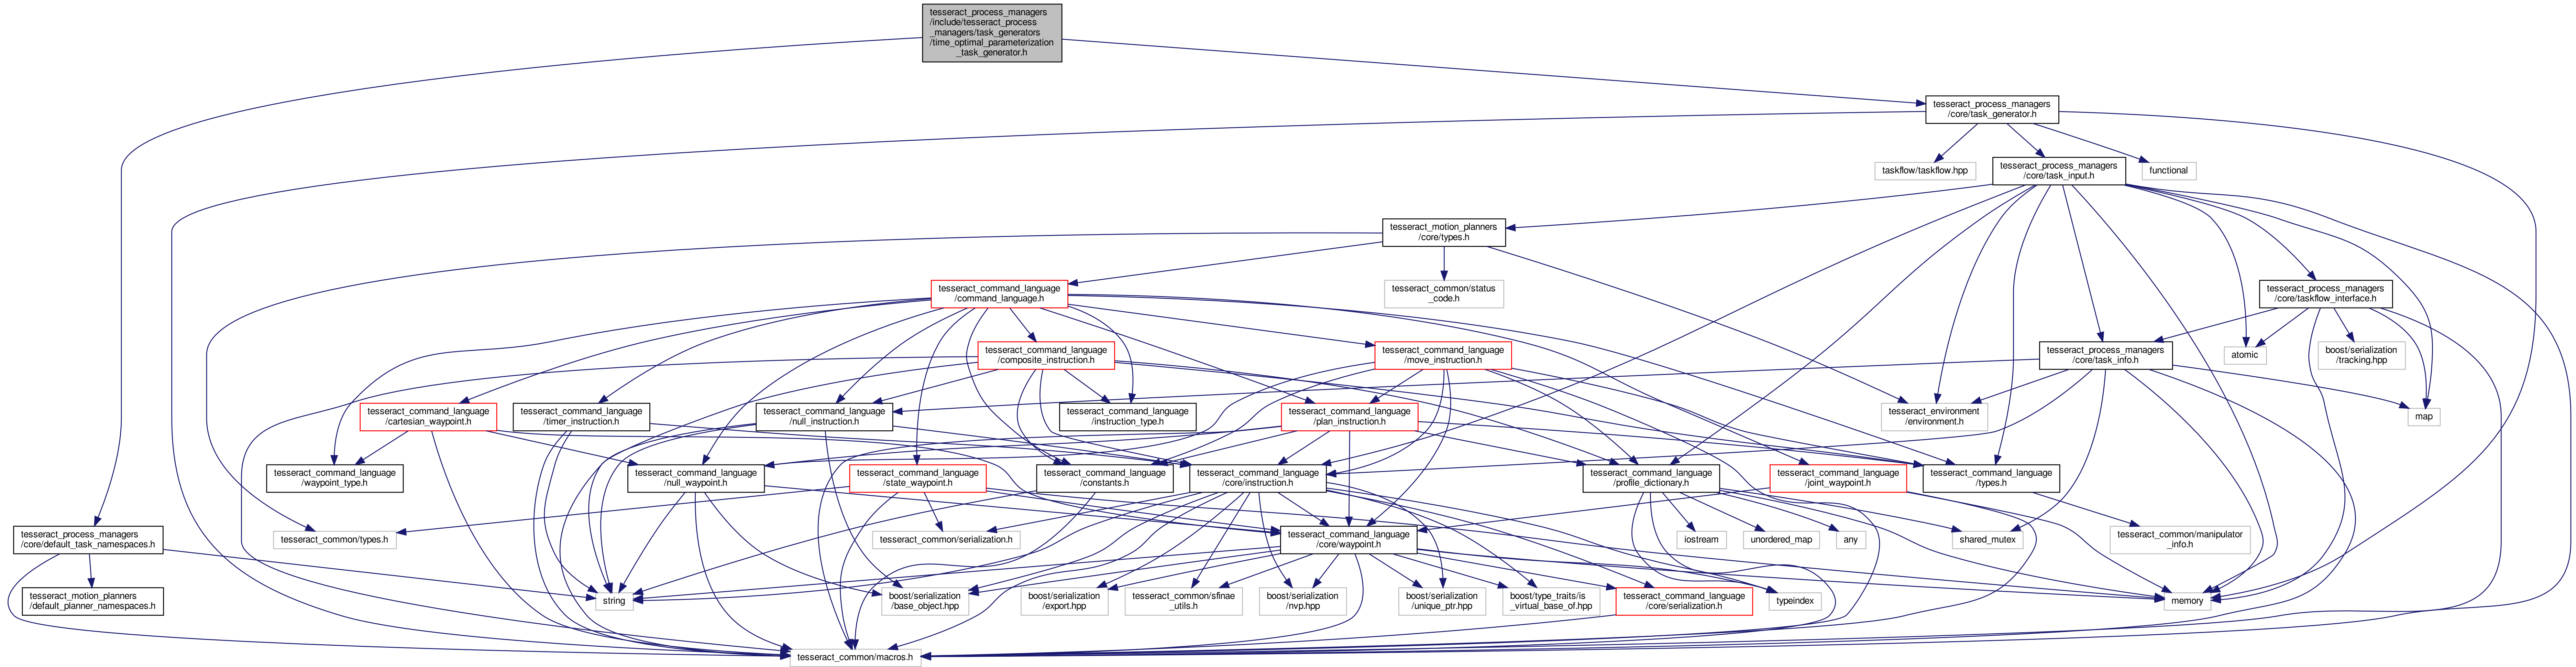 tesseract_process_managers
/include/tesseract_process
_managers/task_generators
/time_optimal_parameterization
_task_generator.h
tesseract_process_managers
/core/task_generator.h
taskflow/taskflow.hpp
tesseract_process_managers
/core/task_input.h
functional
tesseract_motion_planners
/core/types.h
tesseract_command_language
/command_language.h
tesseract_common/status
_code.h
tesseract_process_managers
/core/taskflow_interface.h
tesseract_command_language
/composite_instruction.h
tesseract_command_language
/move_instruction.h
tesseract_process_managers
/core/task_info.h
atomic
boost/serialization
/tracking.hpp
tesseract_command_language
/cartesian_waypoint.h
tesseract_command_language
/timer_instruction.h
tesseract_command_language
/null_instruction.h
tesseract_command_language
/instruction_type.h
tesseract_command_language
/plan_instruction.h
tesseract_environment
/environment.h
map
tesseract_command_language
/waypoint_type.h
tesseract_command_language
/null_waypoint.h
tesseract_command_language
/state_waypoint.h
tesseract_command_language
/constants.h
tesseract_command_language
/core/instruction.h
tesseract_command_language
/profile_dictionary.h
tesseract_command_language
/joint_waypoint.h
tesseract_command_language
/types.h
tesseract_process_managers
/core/default_task_namespaces.h
tesseract_common/types.h
tesseract_common/serialization.h
tesseract_command_language
/core/waypoint.h
iostream
unordered_map
any
shared_mutex
tesseract_common/manipulator
_info.h
tesseract_motion_planners
/default_planner_namespaces.h
string
boost/serialization
/base_object.hpp
boost/serialization
/export.hpp
tesseract_common/sfinae
_utils.h
boost/serialization
/nvp.hpp
boost/serialization
/unique_ptr.hpp
boost/type_traits/is
_virtual_base_of.hpp
tesseract_command_language
/core/serialization.h
typeindex
memory
tesseract_common/macros.h